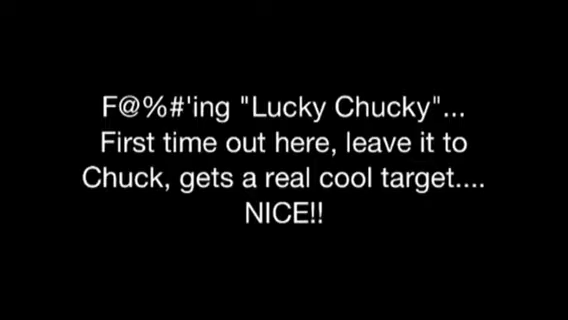 F@%#'ing "Lucky Chucky"...
First time out here, leave it to
Chuck, gets a real cool target....
NICE!!